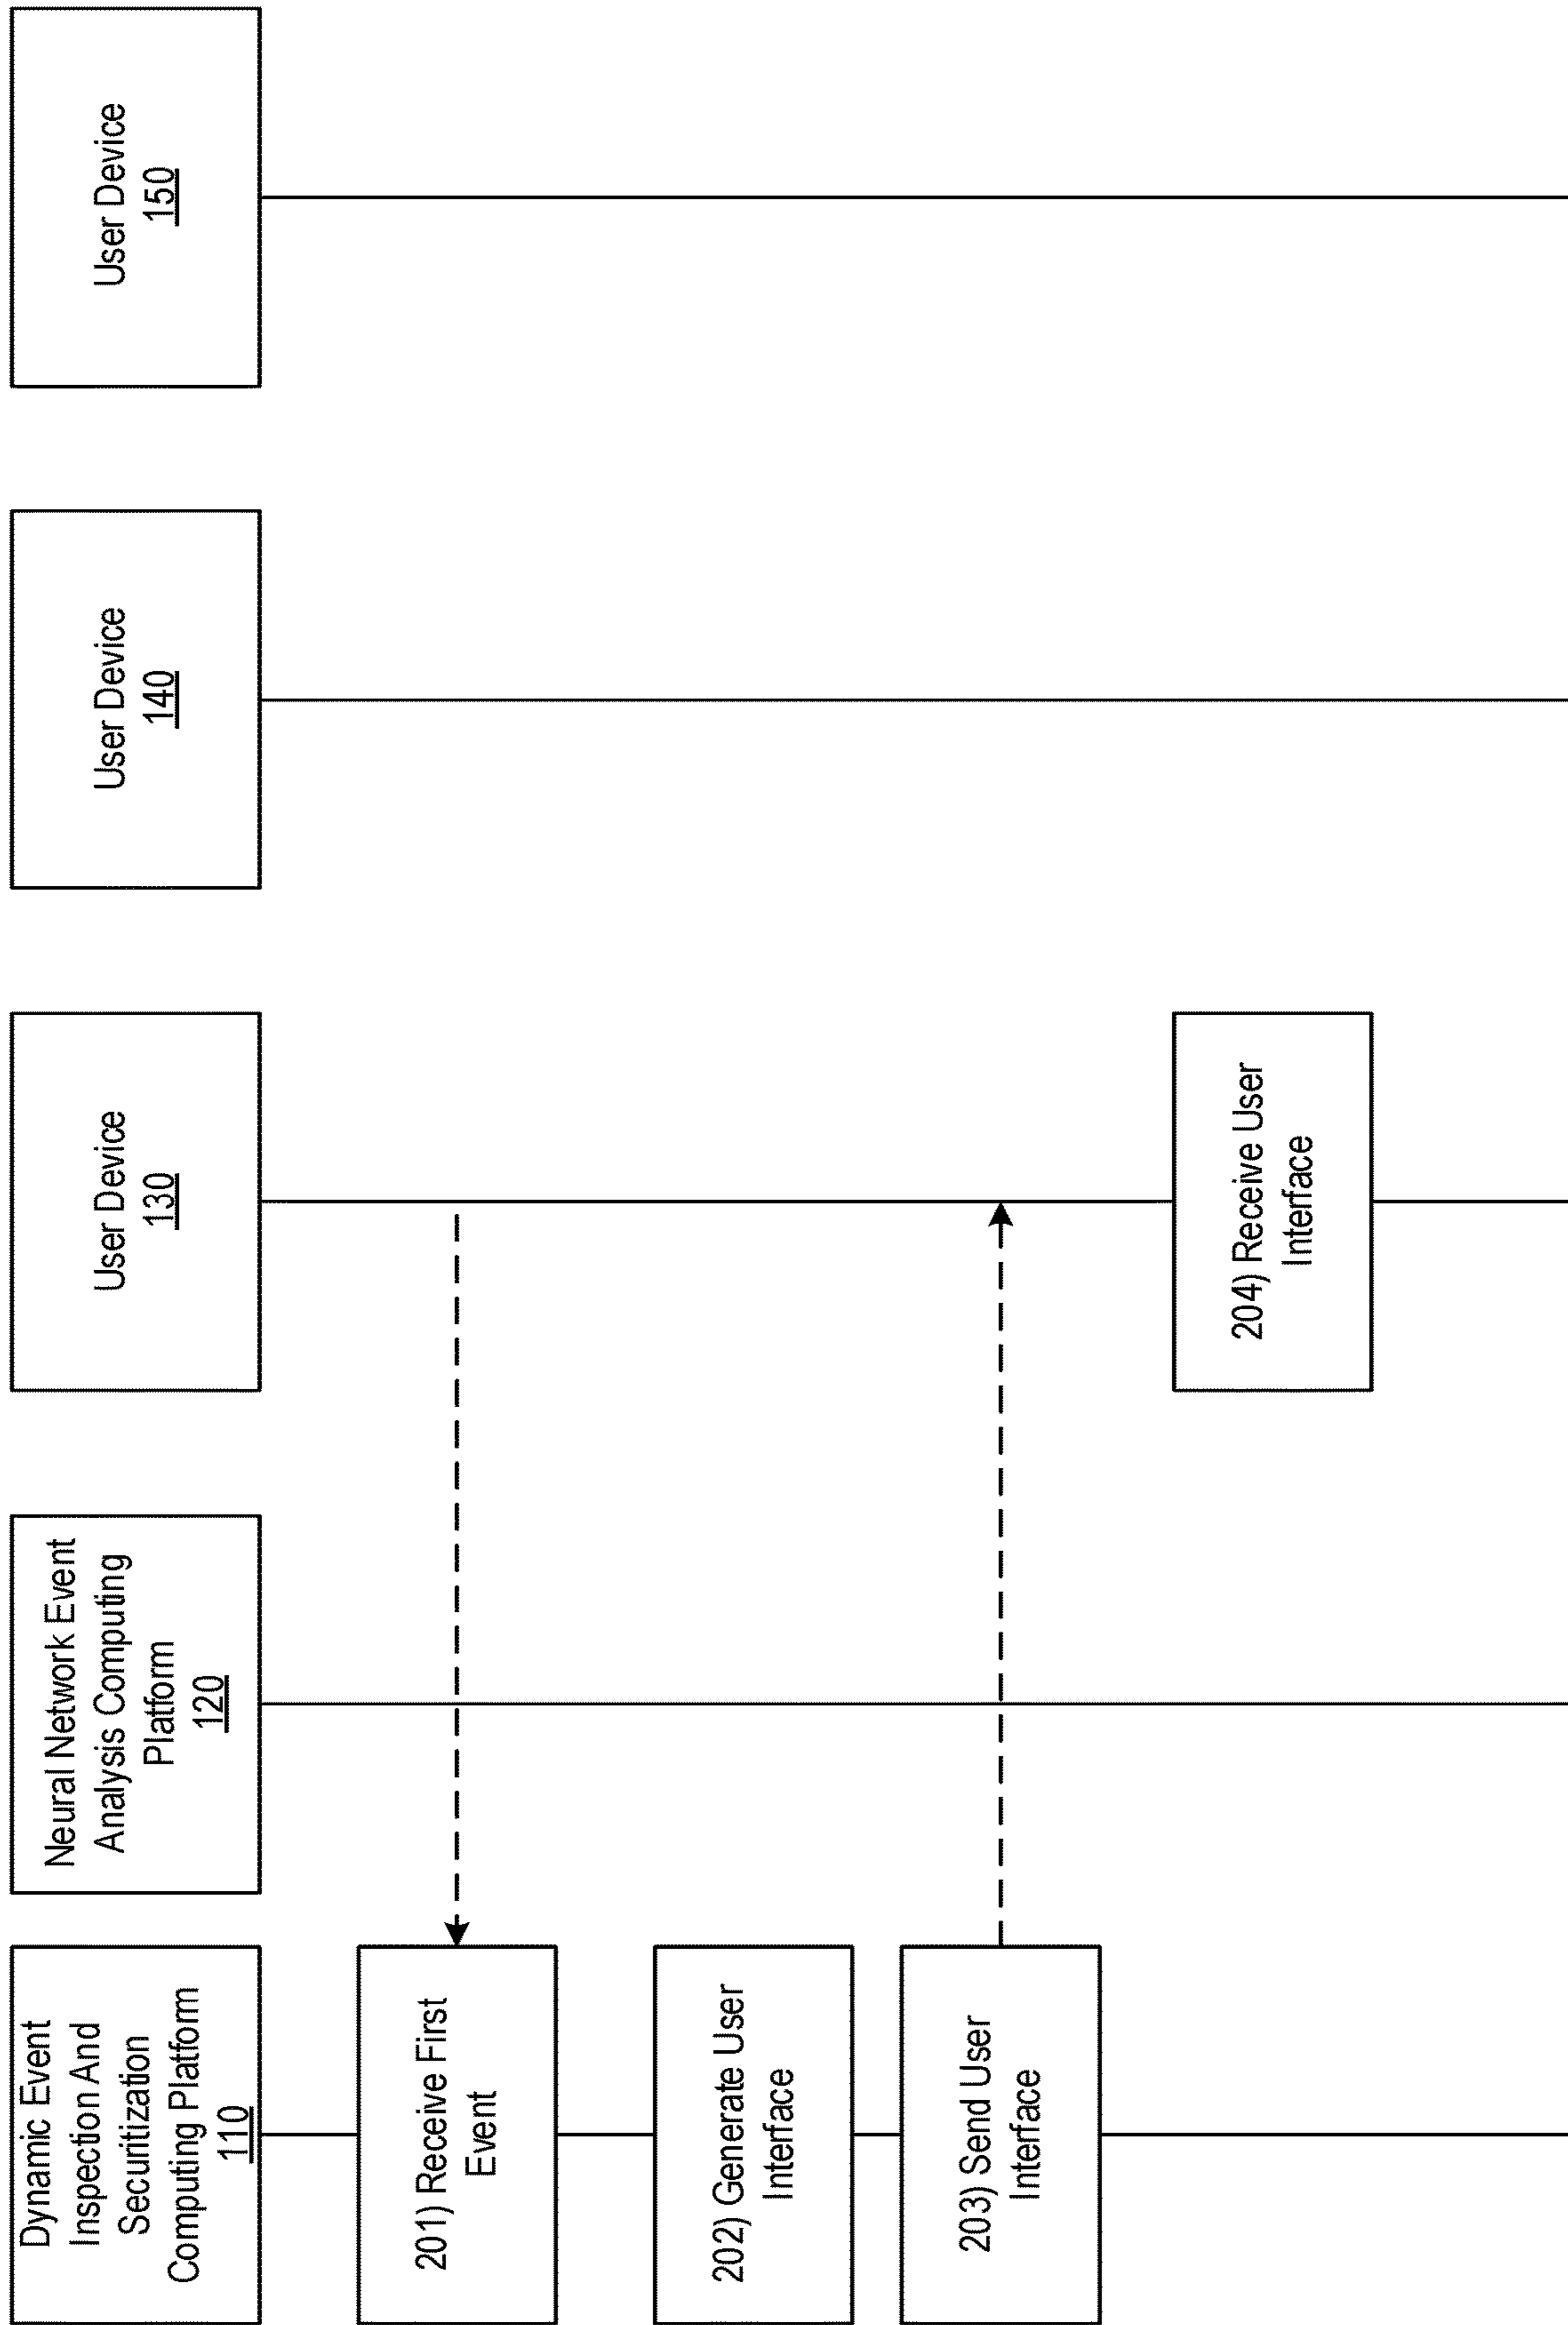 Dynamic Event
Inspection And
Securitization
Computing Platform
110
Neural Network Event
Analysis Computing
Platform
120
User Device
130
User Device
140
User Device
150
201) Receive First
Event
202) Generate User
Interface
203) Send User
Interface
204) Receive User
Interface